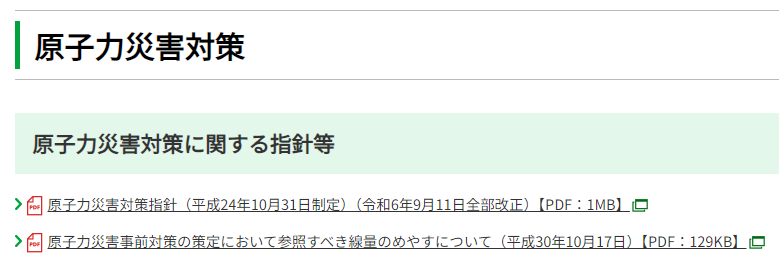 原子力災害対策
原子力災害対策に関する指針等
PDF 原子力災害対策指針（平成24年10月31日制定）（令和6年9月11日全部改正）【PDF：1MB】
PDF 原子力災害事前対策の策定において参照すべき線量のめやすについて（平成30年10月17日）【PDF：129KB】